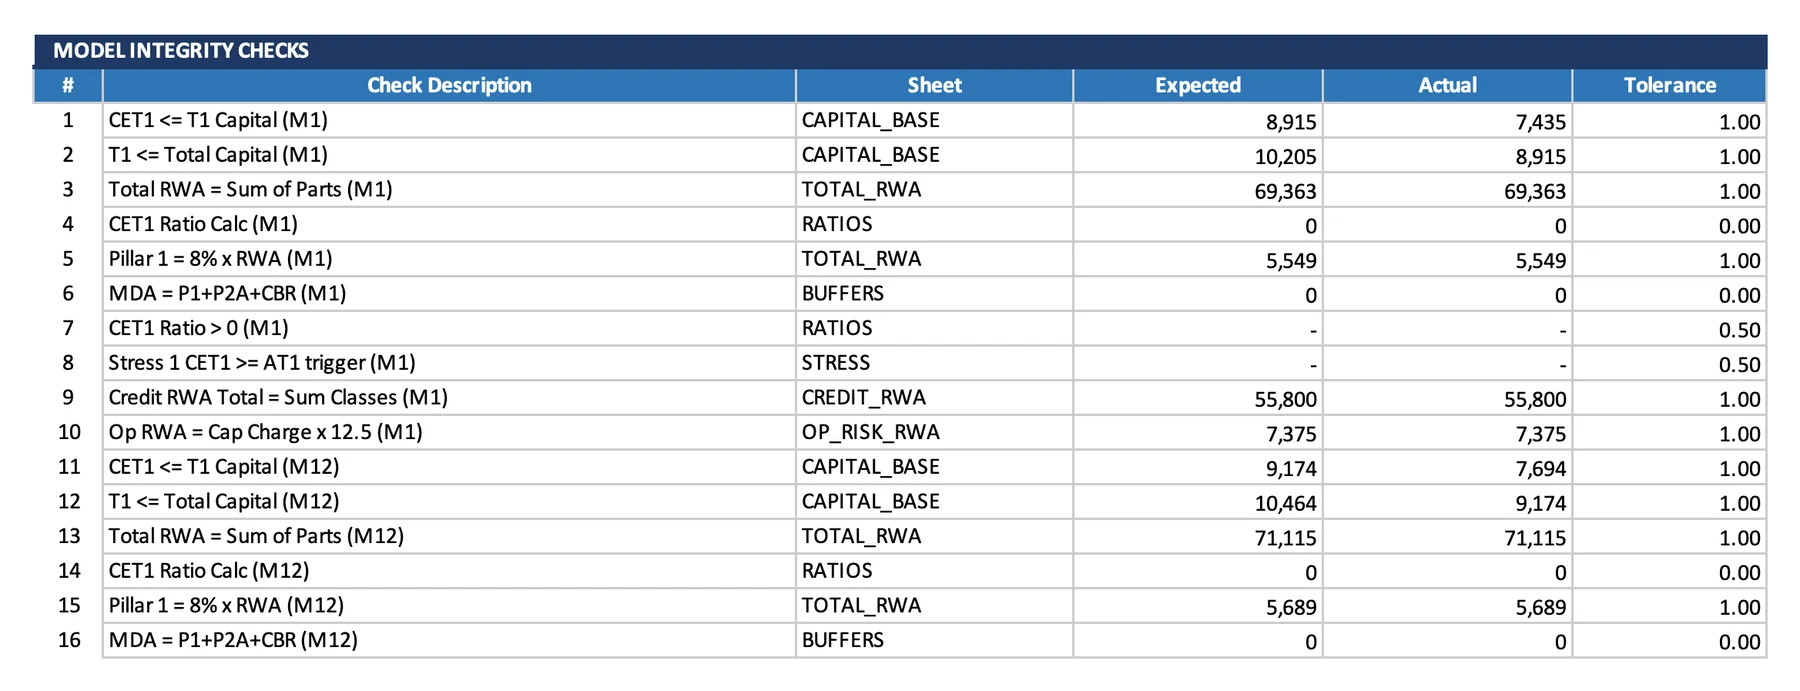 MODEL INTEGRITY CHECKS
# Check Description Sheet Expected Actual Tolerance
1 CET1 <= T1 Capital (M1) CAPITAL_BASE 8,915 7,435 1.00
2 T1 <= Total Capital (M1) CAPITAL_BASE 10,205 8,915 1.00
3 Total RWA = Sum of Parts (M1) TOTAL_RWA 69,363 69,363 1.00
4 CET1 Ratio Calc (M1) RATIOS 0 0 0.00
5 Pillar 1 = 8% x RWA (M1) TOTAL_RWA 5,549 5,549 1.00
6 MDA = P1+P2A+CBR (M1) BUFFERS 0 0 0.00
7 CET1 Ratio > 0 (M1) RATIOS - - 0.50
8 Stress 1 CET1 >= AT1 trigger (M1) STRESS - - 0.50
9 Credit RWA Total = Sum Classes (M1) CREDIT_RWA 55,800 55,800 1.00
10 Op RWA = Cap Charge x 12.5 (M1) OP_RISK_RWA 7,375 7,375 1.00
11 CET1 <= T1 Capital (M12) CAPITAL_BASE 9,174 7,694 1.00
12 T1 <= Total Capital (M12) CAPITAL_BASE 10,464 9,174 1.00
13 Total RWA = Sum of Parts (M12) TOTAL_RWA 71,115 71,115 1.00
14 CET1 Ratio Calc (M12) RATIOS 0 0 0.00
15 Pillar 1 = 8% x RWA (M12) TOTAL_RWA 5,689 5,689 1.00
16 MDA = P1+P2A+CBR (M12) BUFFERS 0 0 0.00